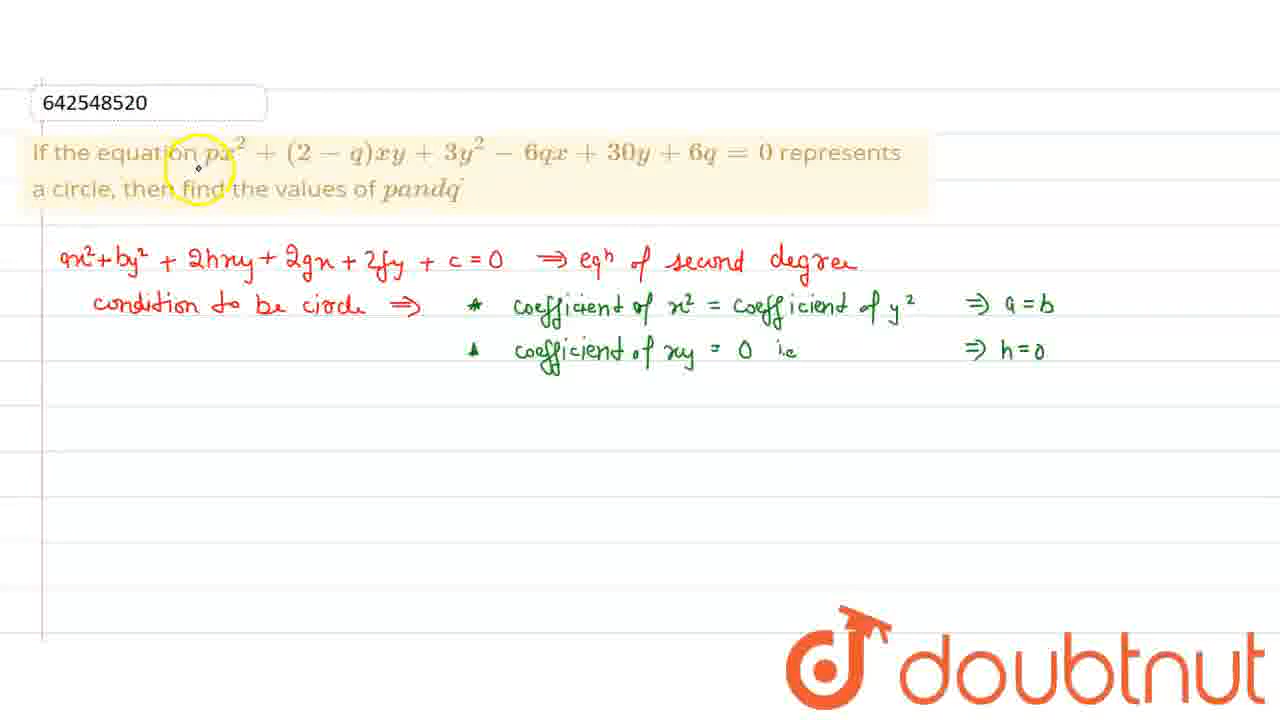 642548520
If the equation px² + (2 − q)xy + 3y² − 6qx + 30y + 6q = 0 represents
a circle, then find the values of pandq
ax²+by² + 2hxy + 2gx + 2fy + c = 0 ⇒ eqⁿ of second degree
condition to be circle ⇒ * coefficient of x² = coefficient of y² ⇒ a = b
* coefficient of xy = 0 i.e ⇒ h = 0
doubtnut